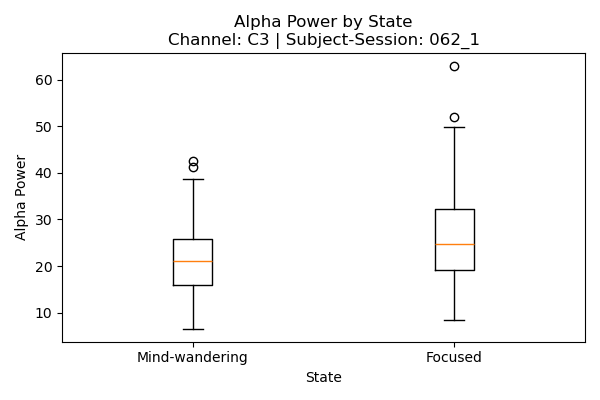 Alpha Power by State
Channel: C3 | Subject-Session: 062_1
Alpha Power
60
50
40
30
20
10
Mind-wandering
Focused
State